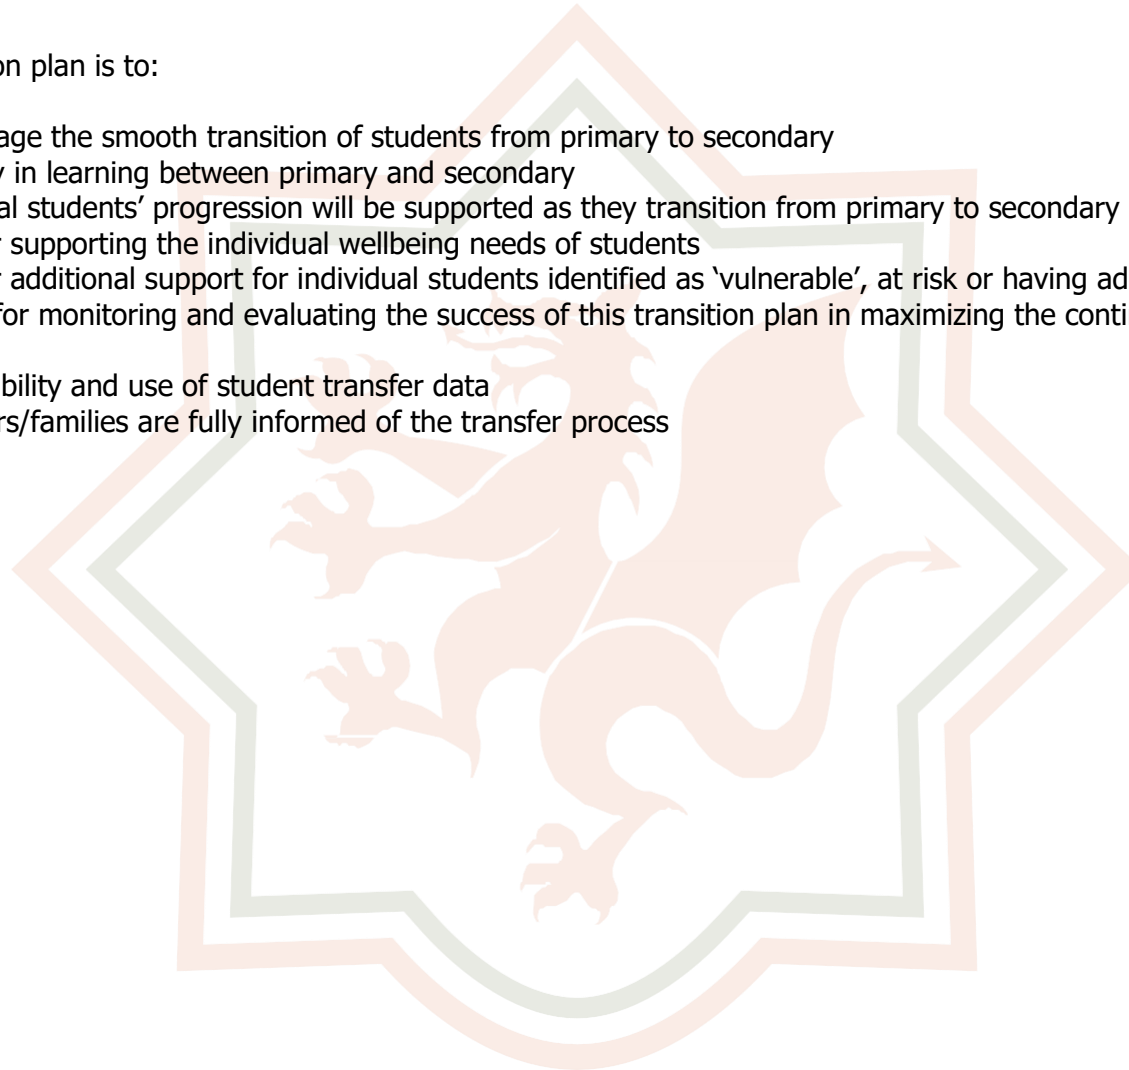 on plan is to:
age the smooth transition of students from primary to secondary
y in learning between primary and secondary
al students’ progression will be supported as they transition from primary to secondary
r supporting the individual wellbeing needs of students
r additional support for individual students identified as ‘vulnerable’, at risk or having ad
for monitoring and evaluating the success of this transition plan in maximizing the conti
bility and use of student transfer data
rs/families are fully informed of the transfer process